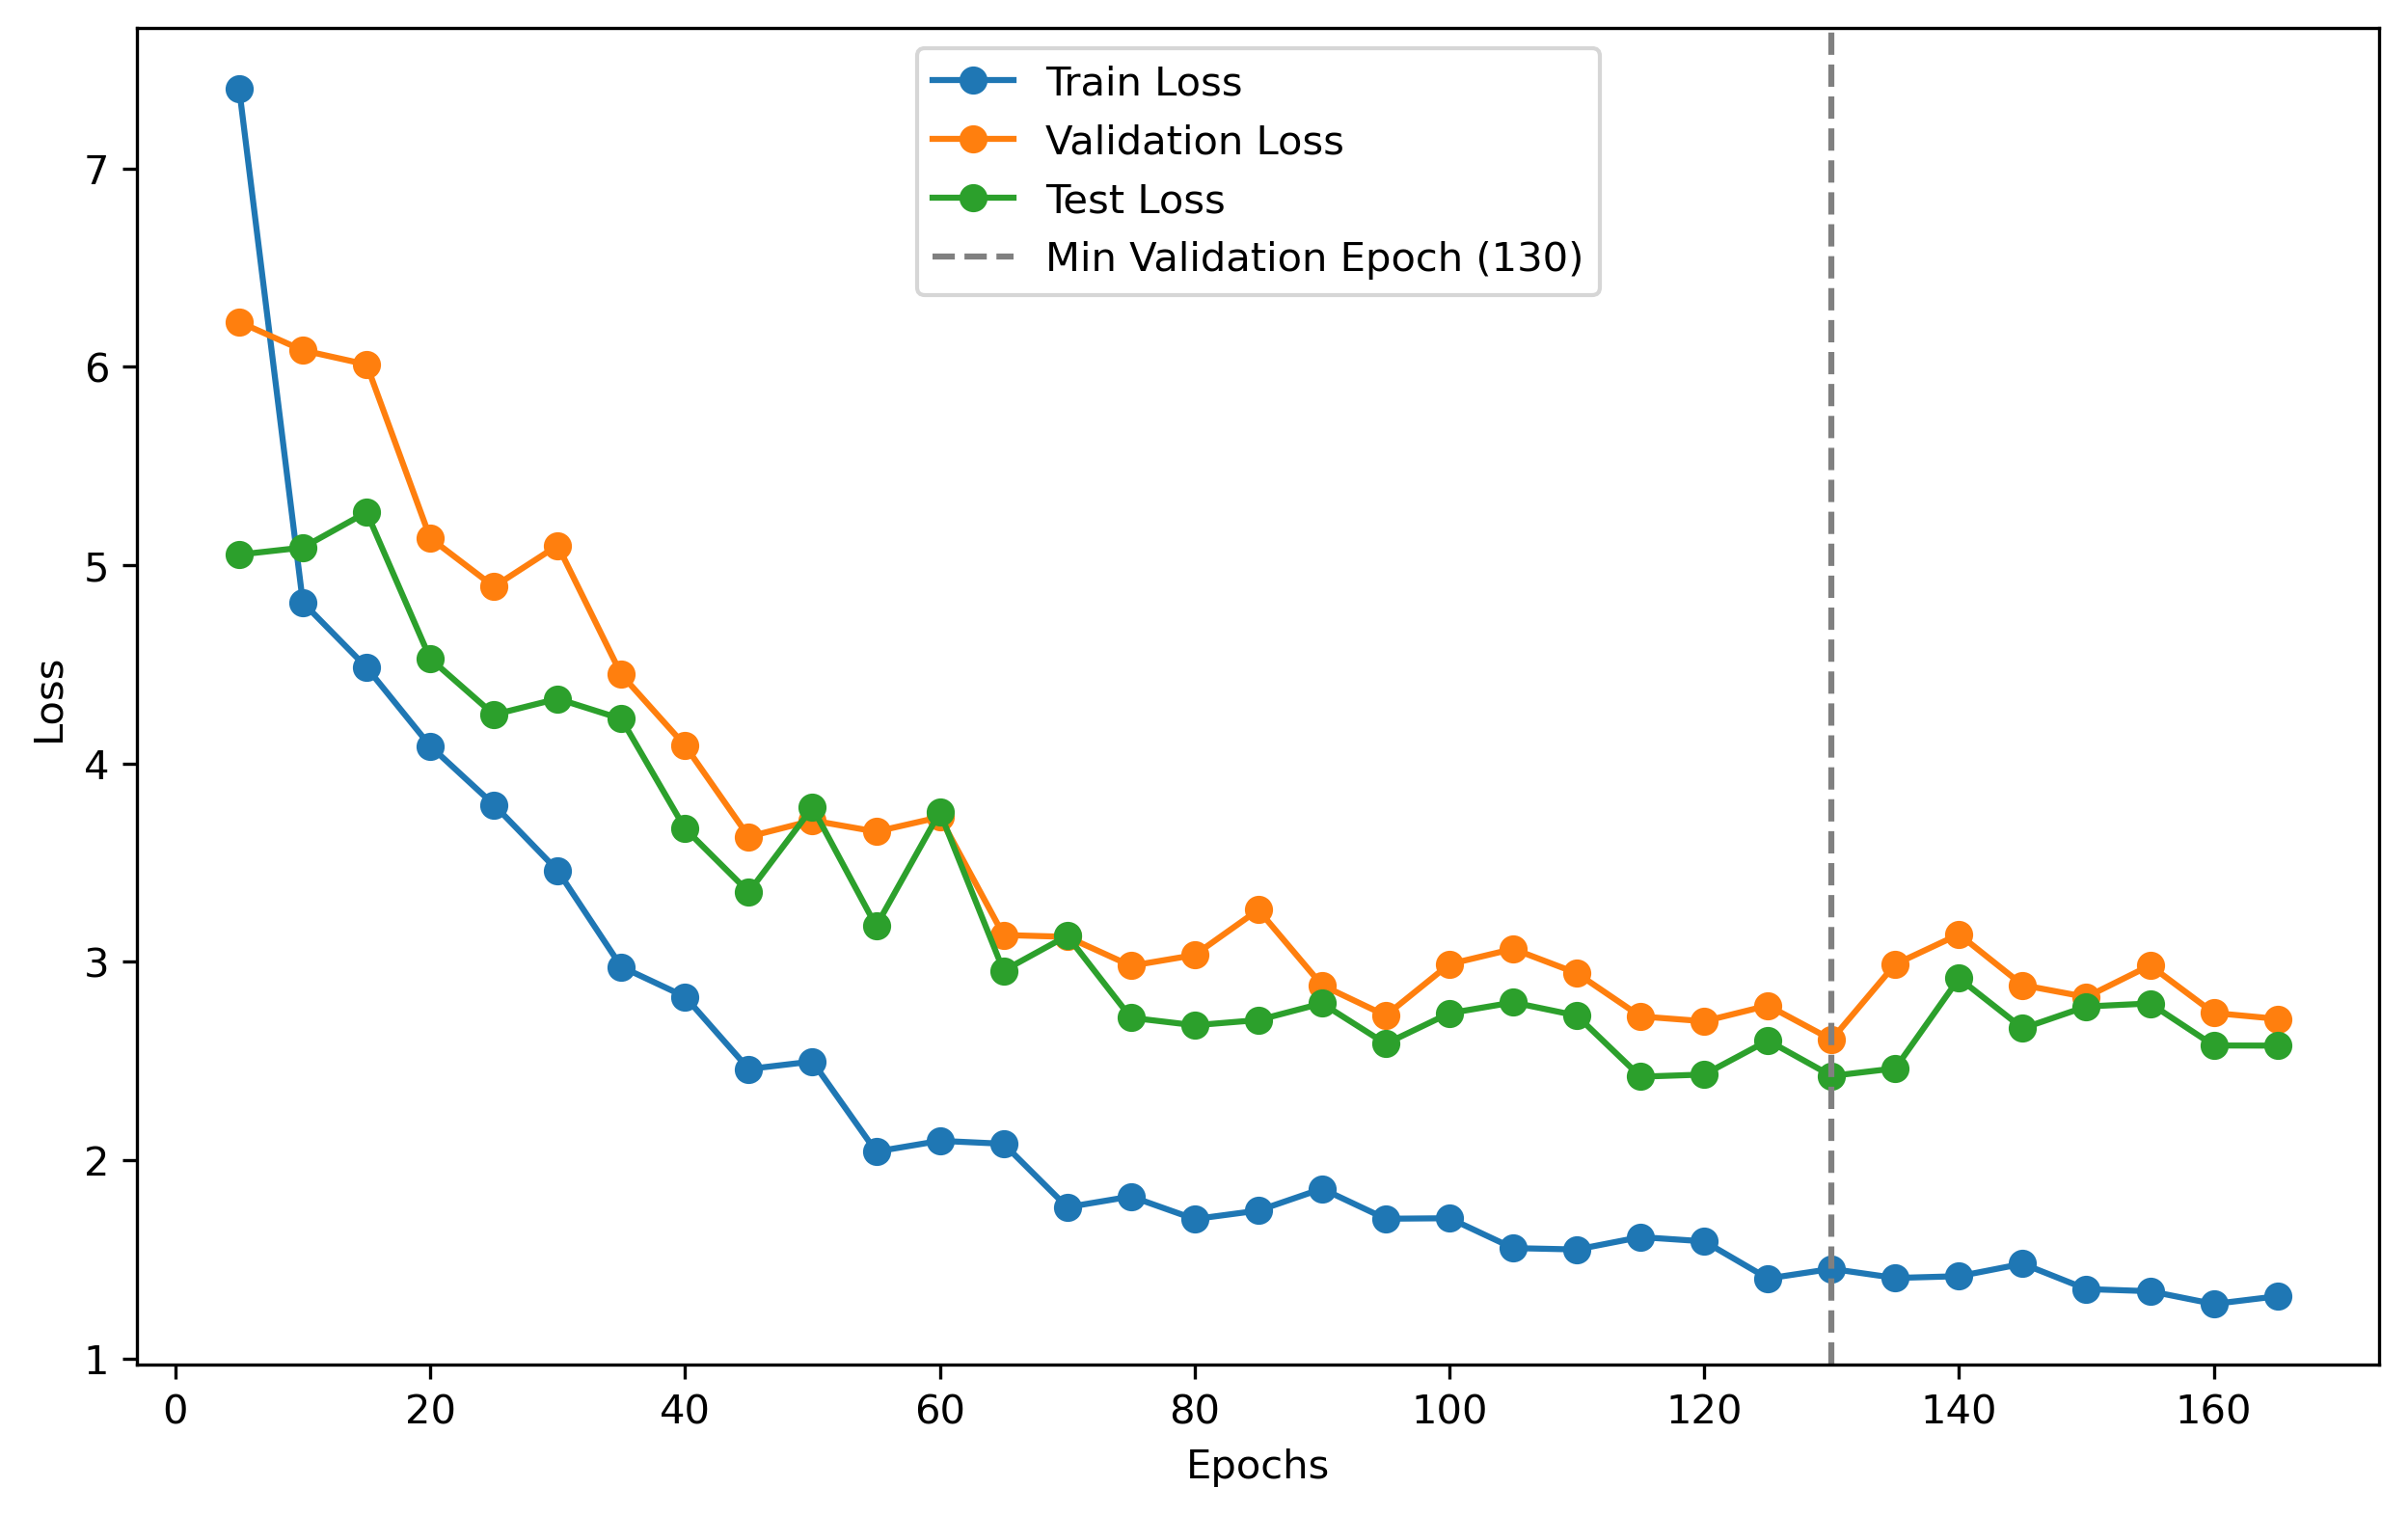 Train Loss
Validation Loss
Test Loss
Min Validation Epoch (130)
7
6
5
4
3
2
1
Loss
0 20 40 60 80 100 120 140 160
Epochs